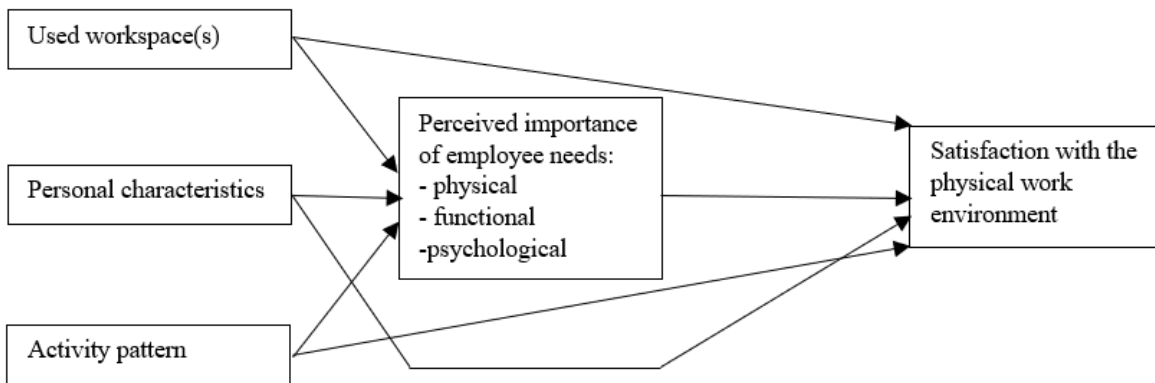 Used workspace(s)
Perceived importance
of employee needs:
- physical
- functional
-psychological
Satisfaction with the
physical work
environment
Personal characteristics
Activity pattern